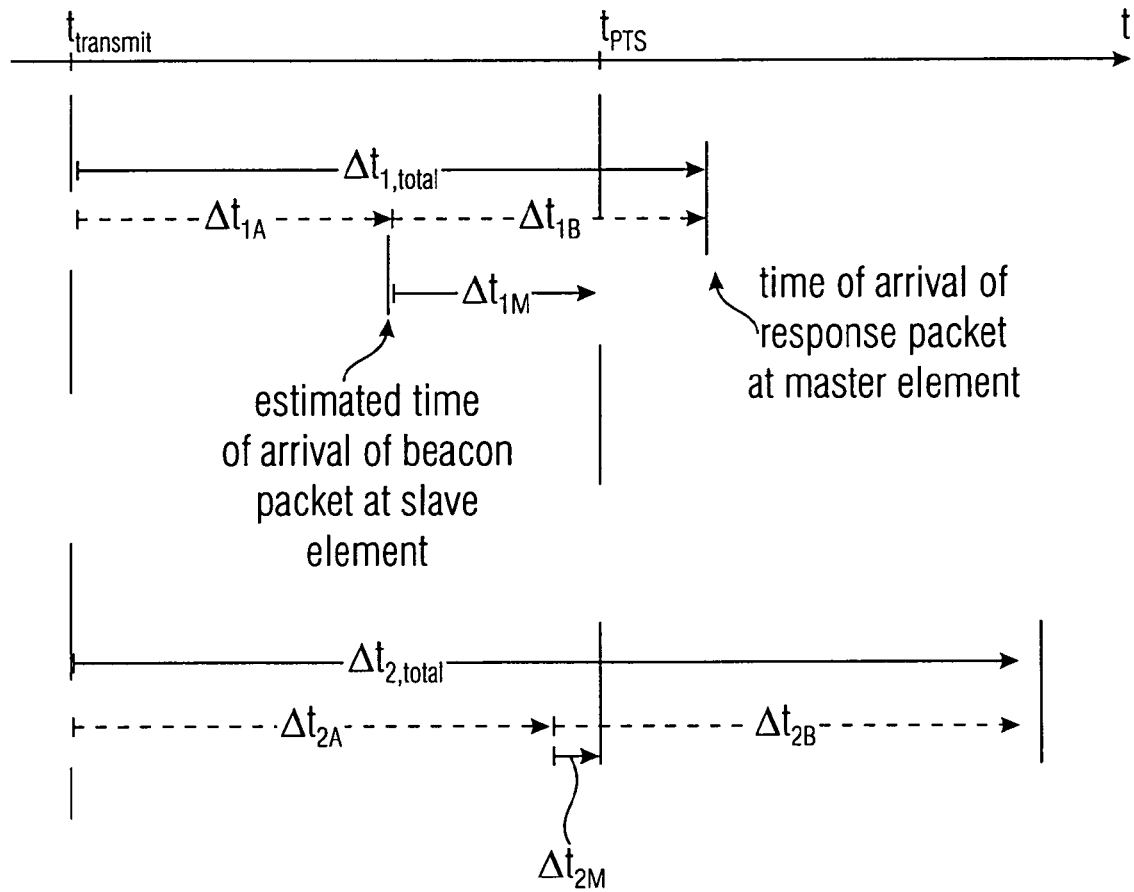 t_transmit t_PTS t
Δt_1,total
Δt_1A Δt_1B
Δt_1M
time of arrival of
response packet
at master element
estimated time
of arrival of beacon
packet at slave
element
Δt_2,total
Δt_2A Δt_2B
Δt_2M